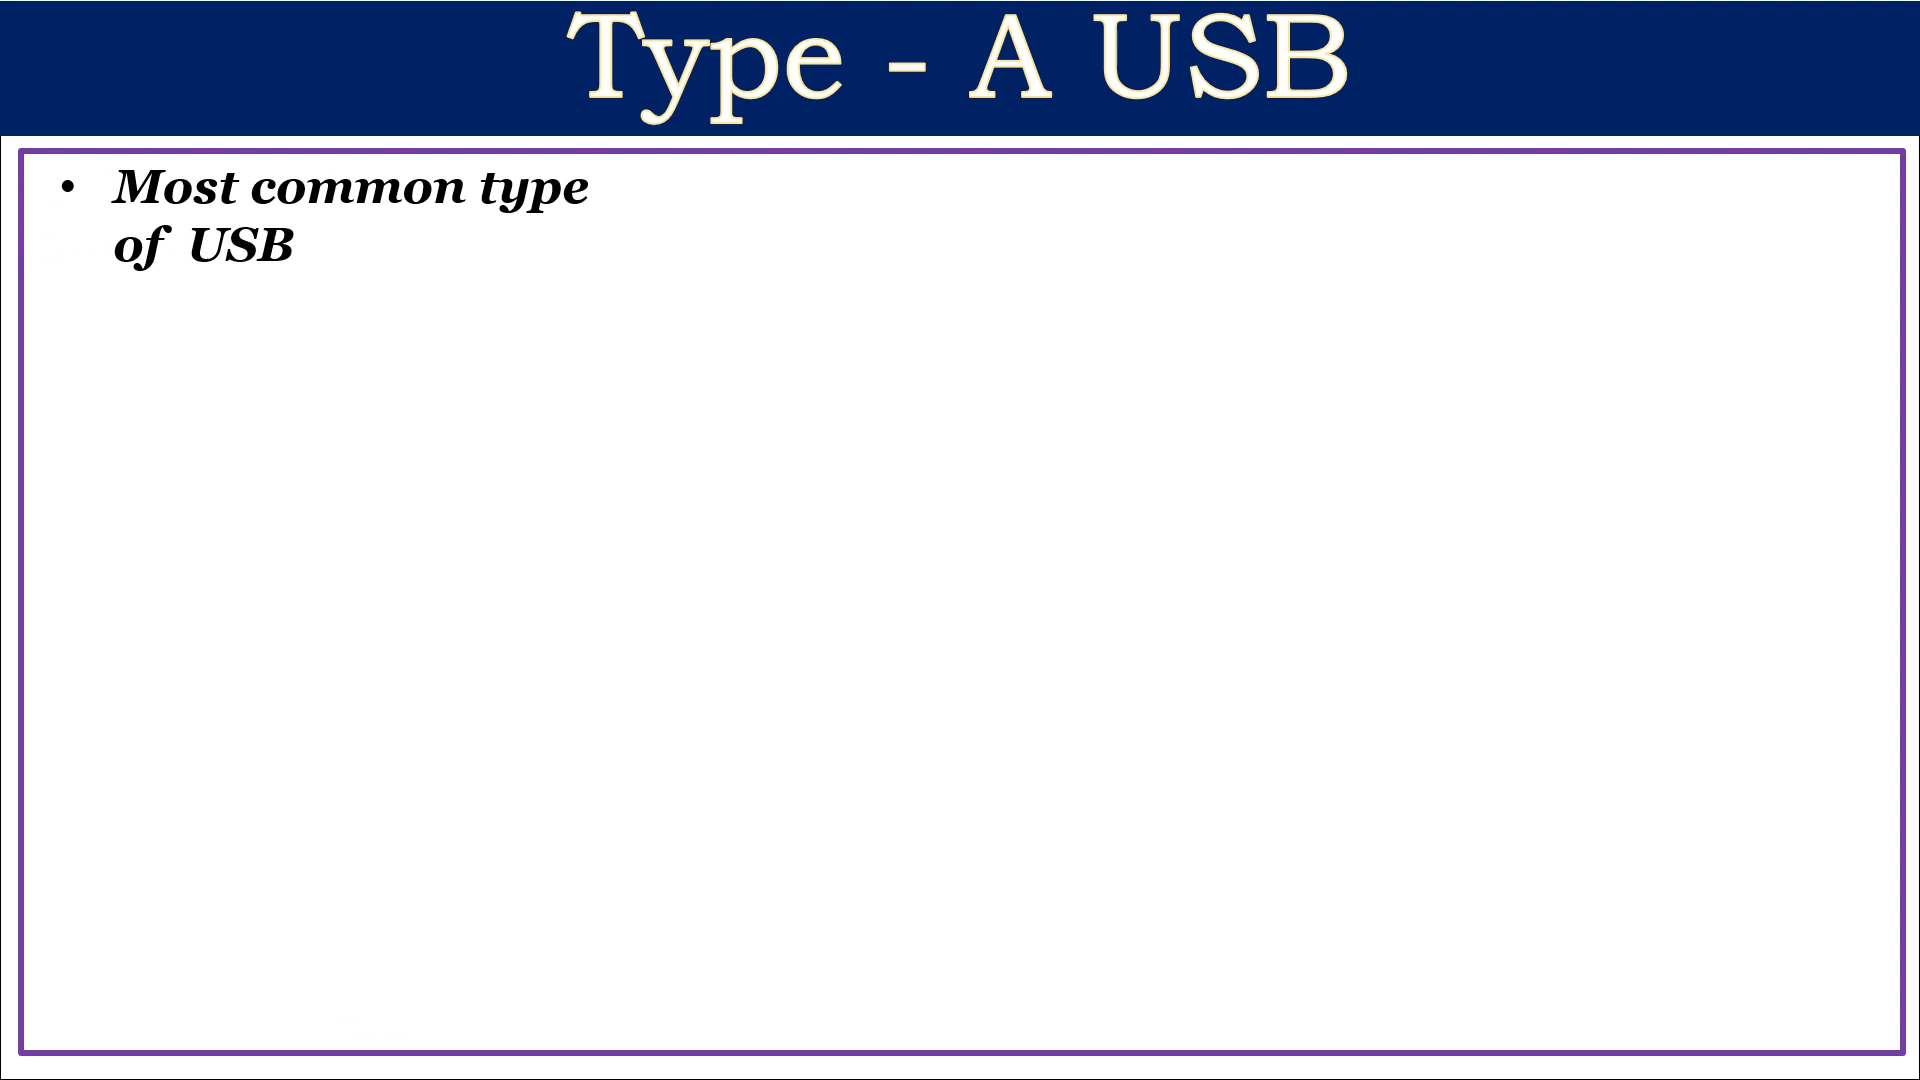 Type - A USB
• Most common type
of USB